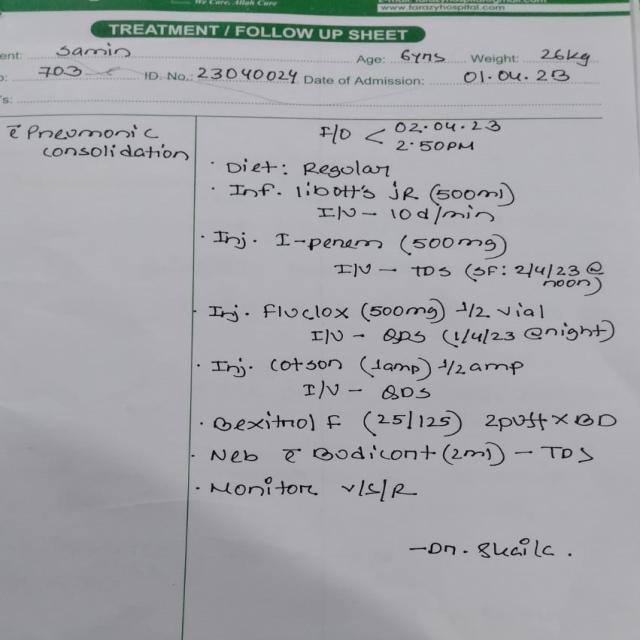 We Care, Allah Cure
www.farazyhospital.com
TREATMENT / FOLLOW UP SHEET
ent: Samin Age: 6yrs Weight: 26kg
703 ID. No.: 23040024 Date of Admission: 01.04.23
's:
c̄ Pneumonic
consolidation
F/O < 02.04.23
2.50PM
· Diet: Regular
· Inf. libott's JR (500ml)
I/V - 10d/min
· Inj. I-penem (500mg)
I/V - TDS (SF: 2/4/23 @ noon)
· Inj. Fluclox (500mg) 1/2 vial
I/V - QDS (1/4/23 @night)
· Inj. Cotson (1amp) 1/2 amp
I/V - QDS
· Bexitrol F (25/125) 2puff X BD
· Neb c̄ Budicort (2ml) - TDS
· Monitor v/s/R
- Dr. Shaila.